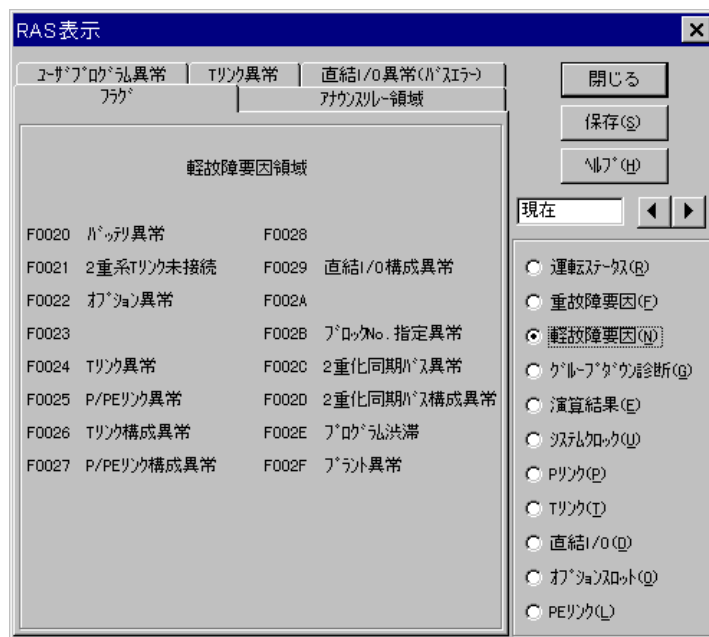 RAS表示
ﾕｰｻﾞﾌﾟﾛｸﾞﾗﾑ異常
Tﾘﾝｸ異常
直結I/O異常(ﾊﾞｽｴﾗｰ)
ﾌﾗｸﾞ
ｱﾅｳﾝｽﾘﾚｰ領域
軽故障要因領域
F0020 ﾊﾞｯﾃﾘ異常
F0021 2重系Tﾘﾝｸ未接続
F0022 ｵﾌﾟｼｮﾝ異常
F0023
F0024 Tﾘﾝｸ異常
F0025 P/PEﾘﾝｸ異常
F0026 Tﾘﾝｸ構成異常
F0027 P/PEﾘﾝｸ構成異常
F0028
F0029 直結I/O構成異常
F002A
F002B ﾌﾞﾛｯｸNo.指定異常
F002C 2重化同期ﾊﾞｽ異常
F002D 2重化同期ﾊﾞｽ構成異常
F002E ﾌﾟﾛｸﾞﾗﾑ渋滞
F002F ﾌﾟﾗﾝﾄ異常
閉じる
保存(S)
ﾍﾙﾌﾟ(H)
現在
運転ｽﾃｰﾀｽ(R)
重故障要因(F)
軽故障要因(N)
ｸﾞﾙｰﾌﾟﾀﾞｳﾝ診断(G)
演算結果(E)
ｼｽﾃﾑｸﾛｯｸ(U)
Pﾘﾝｸ(P)
Tﾘﾝｸ(T)
直結I/O(D)
ｵﾌﾟｼｮﾝｽﾛｯﾄ(O)
PEﾘﾝｸ(L)